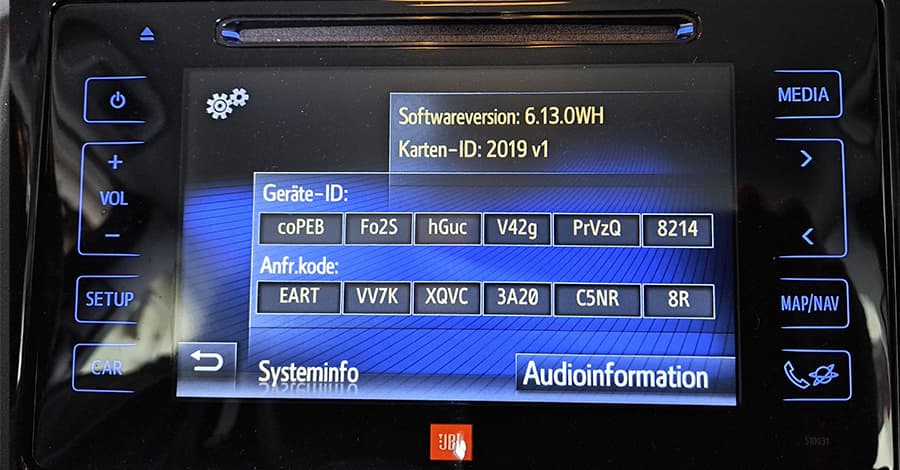 MEDIA
Softwareversion: 6.13.0WH
Karten-ID: 2019 v1
+
VOL
-
Geräte-ID:
coPEB Fo2S hGuc V42g PrVzQ 8214
Anfr.kode:
EART VV7K XQVC 3A20 C5NR 8R
SETUP
MAP/NAV
CAR
Systeminfo
Audioinformation
JBL
510031